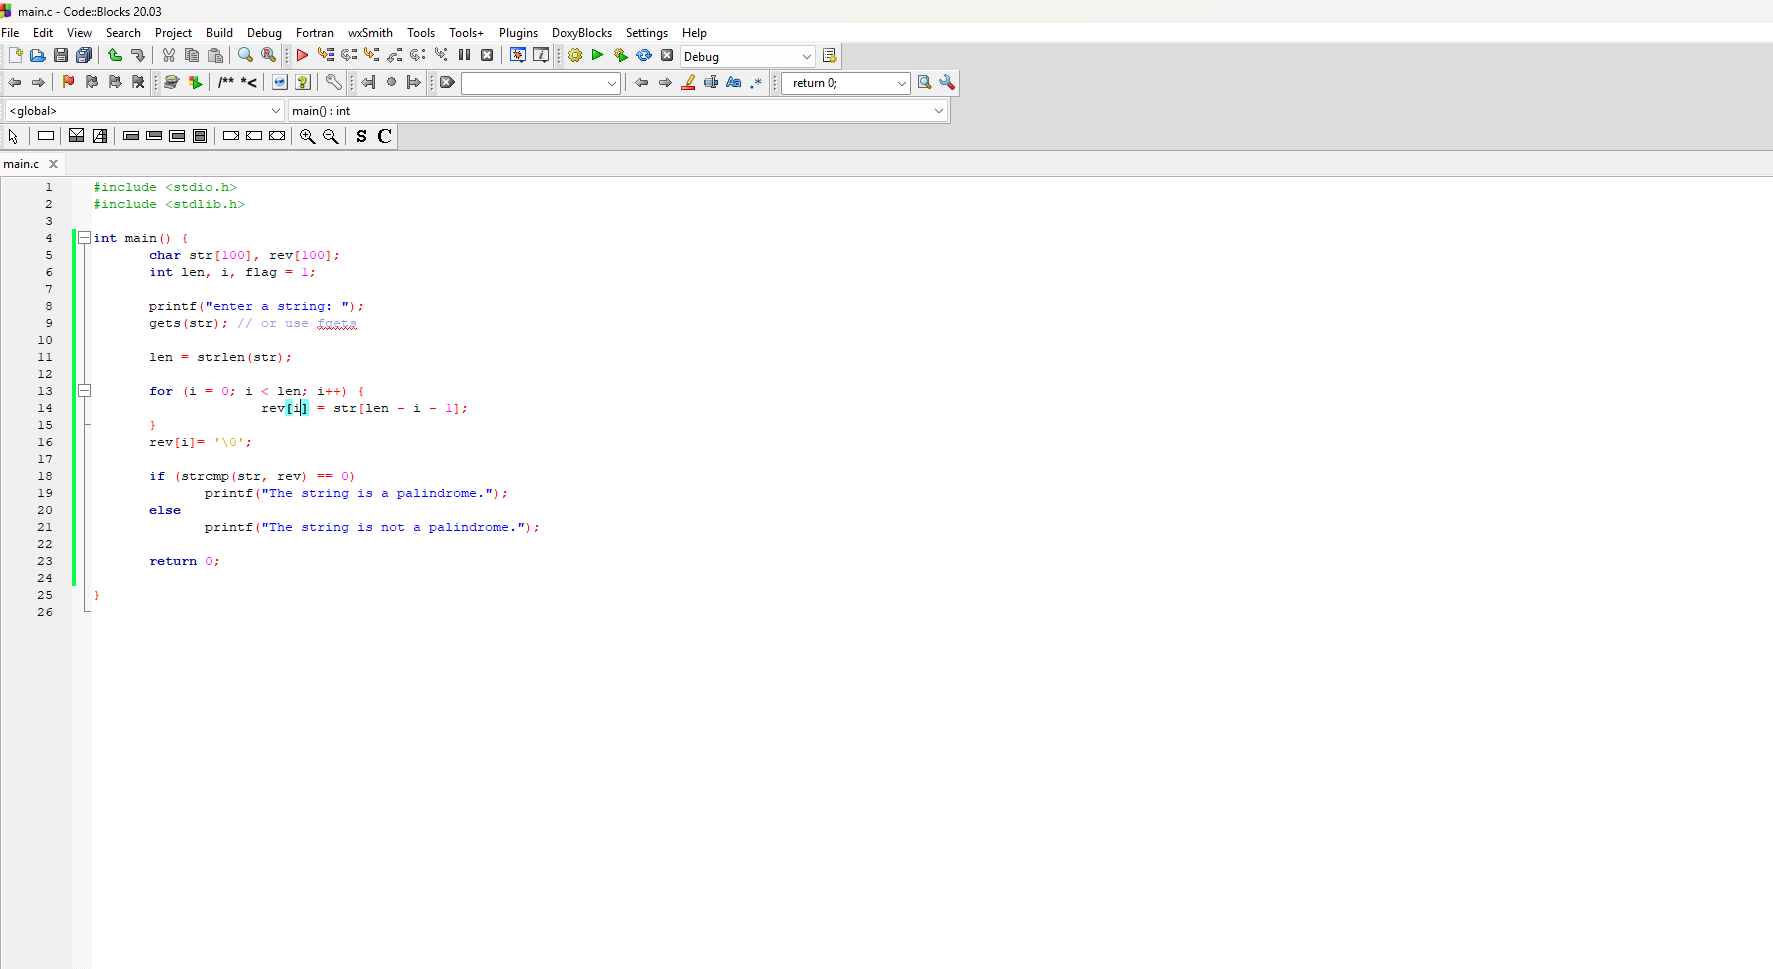 main.c - Code::Blocks 20.03
File Edit View Search Project Build Debug Fortran wxSmith Tools Tools+ Plugins DoxyBlocks Settings Help
Debug
/** *< return 0;
<global> main() : int
S C
main.c
1 #include <stdio.h>
2 #include <stdlib.h>
3
4 int main() {
5 char str[100], rev[100];
6 int len, i, flag = 1;
7
8 printf("enter a string: ");
9 gets(str); // or use fgets
10
11 len = strlen(str);
12
13 for (i = 0; i < len; i++) {
14 rev[i] = str[len - i - 1];
15 }
16 rev[i]= '\0';
17
18 if (strcmp(str, rev) == 0)
19 printf("The string is a palindrome.");
20 else
21 printf("The string is not a palindrome.");
22
23 return 0;
24
25 }
26